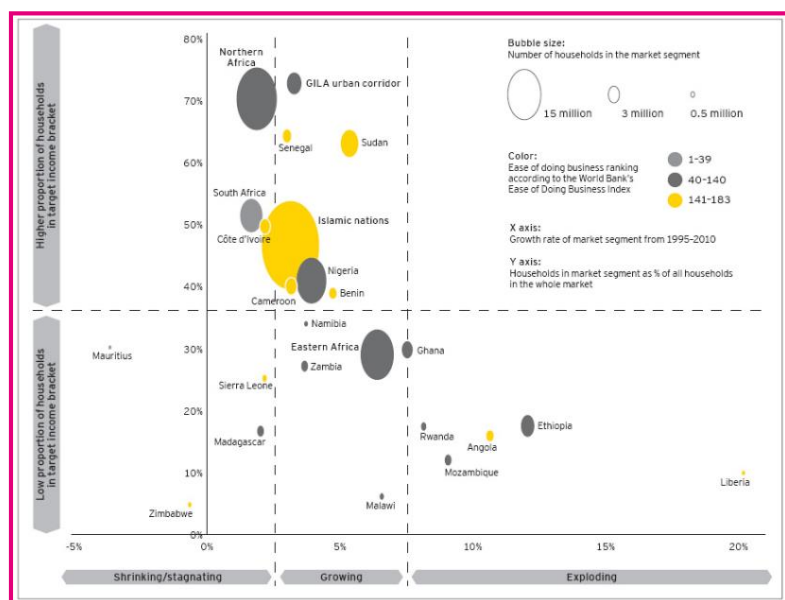 Higher proportion of households
in target income bracket
Low proportion of households
in target income bracket
80%
70%
60%
50%
40%
30%
20%
10%
0%
Northern
Africa
GILA urban corridor
Senegal
Sudan
South Africa
Côte d'Ivoire
Islamic nations
Nigeria
Cameroon
Benin
Namibia
Mauritius
Eastern Africa
Ghana
Zambia
Sierra Leone
Madagascar
Rwanda
Angoia
Ethiopia
Mozambique
Malawi
Liberia
Zimbabwe
Bubble size:
Number of households in the market segment
15 million
3 million
0.5 million
Color:
Ease of doing business ranking
according to the World Bank's
Ease of Doing Business Index
1-39
40-140
141-183
X axis:
Growth rate of market segment from 1995-2010
Y axis:
Households in market segment as % of all households
in the whole market
-5%
0%
5%
10%
15%
20%
Shrinking/stagnating
Growing
Exploding